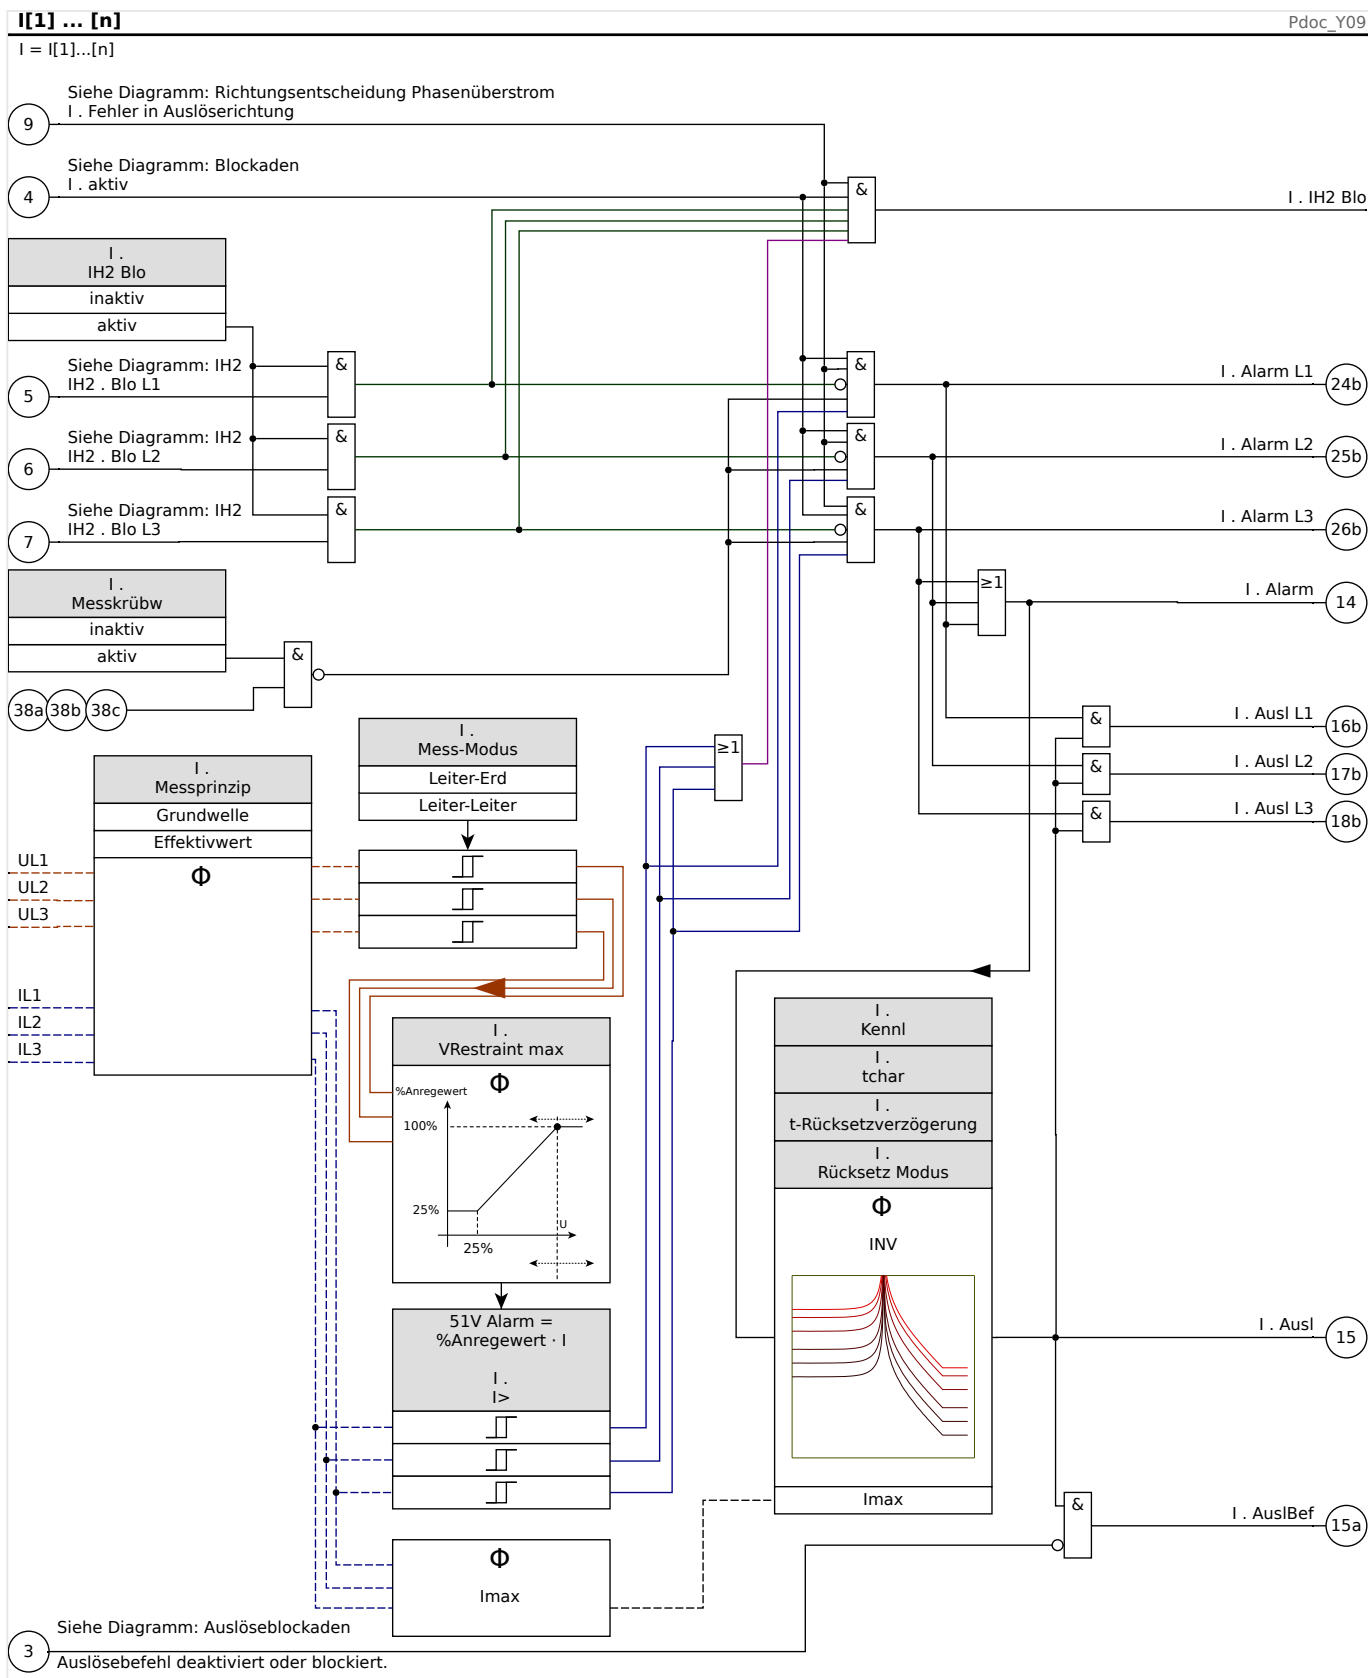 I[1] ... [n]
Pdoc_Y09
I = I[1]...[n]
Siehe Diagramm: Richtungsentscheidung Phasenüberstrom
9
I . Fehler in Auslöserichtung
Siehe Diagramm: Blockaden
4
I . aktiv
&
I . IH2 Blo
I .
IH2 Blo
inaktiv
aktiv
Siehe Diagramm: IH2
5
IH2 . Blo L1
&
&
I . Alarm L1
24b
Siehe Diagramm: IH2
6
IH2 . Blo L2
&
&
I . Alarm L2
25b
Siehe Diagramm: IH2
7
IH2 . Blo L3
&
&
I . Alarm L3
26b
I .
Messkrübw
inaktiv
aktiv
&
≥1
I . Alarm
14
38a
38b
38c
I .
Mess-Modus
Leiter-Erd
Leiter-Leiter
≥1
&
I . Ausl L1
16b
&
I . Ausl L2
17b
&
I . Ausl L3
18b
I .
Messprinzip
Grundwelle
Effektivwert
Φ
UL1
UL2
UL3
IL1
IL2
IL3
I .
VRestraint max
Φ
%Anregewert
100%
25%
U
25%
I .
Kennl
I .
tchar
I .
t-Rücksetzverzögerung
I .
Rücksetz Modus
Φ
INV
Imax
51V Alarm =
%Anregewert · I
I .
I>
I . Ausl
15
&
I . AuslBef
15a
Φ
Imax
Siehe Diagramm: Auslöseblockaden
3
Auslösebefehl deaktiviert oder blockiert.